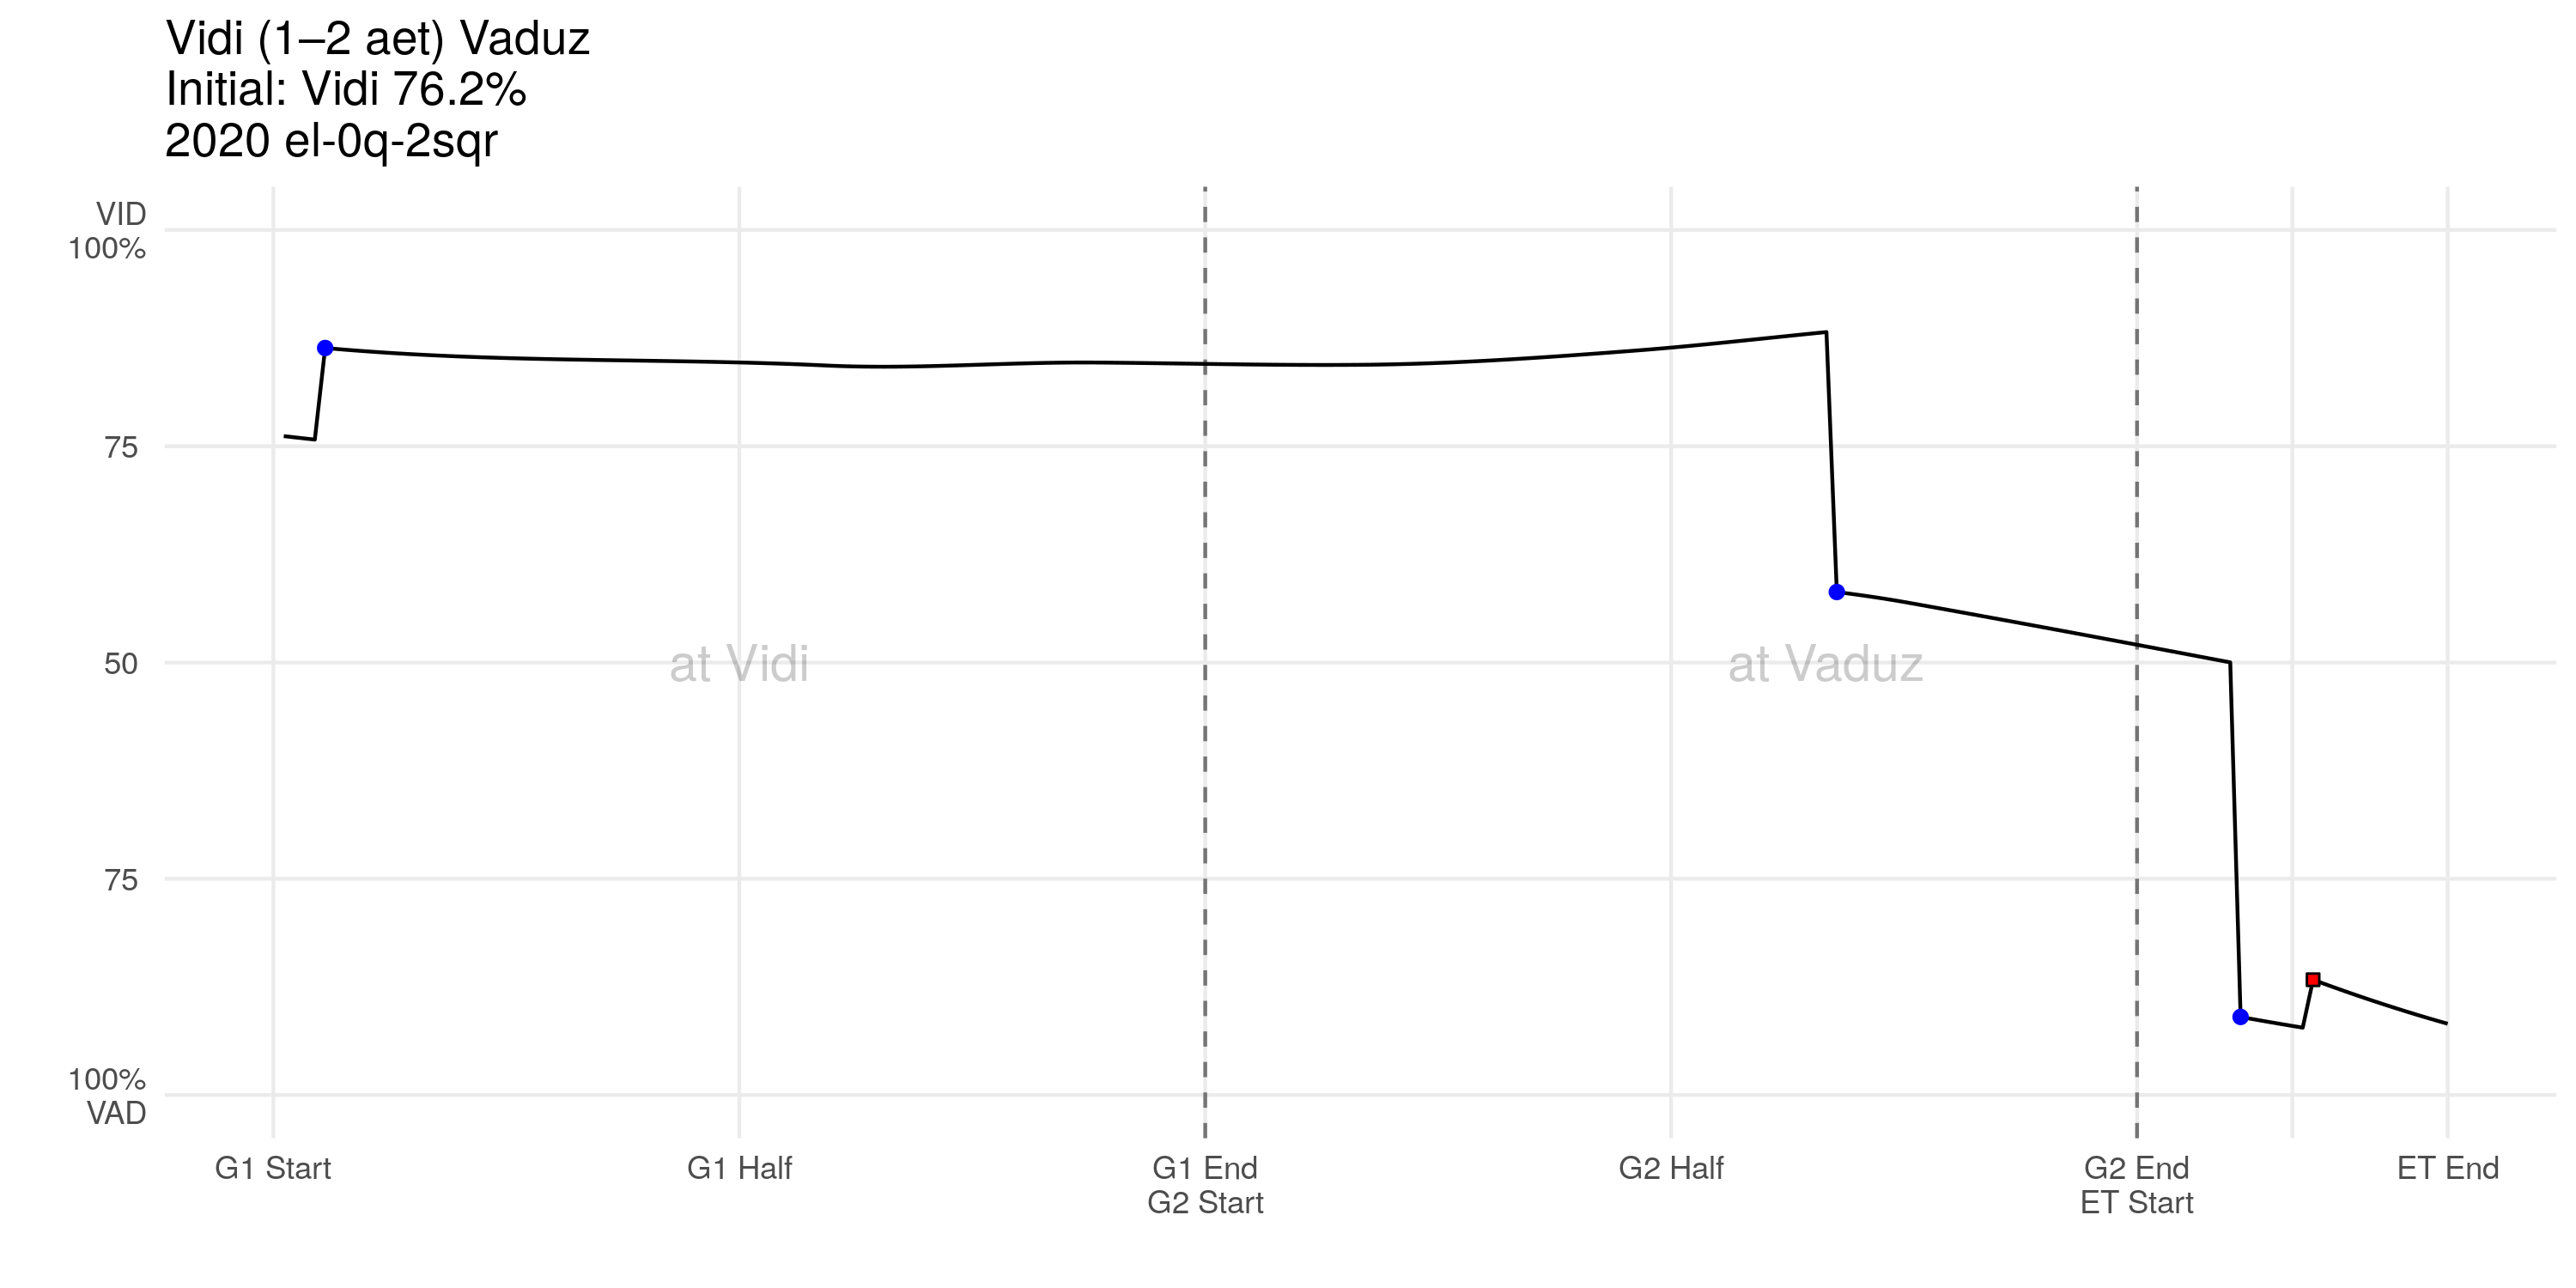 Vidi (1–2 aet) Vaduz
Initial: Vidi 76.2%
2020 el-0q-2sqr
VID
100%
75
50
75
100%
VAD
at Vidi
at Vaduz
G1 Start
G1 Half
G1 End
G2 Start
G2 Half
G2 End
ET Start
ET End